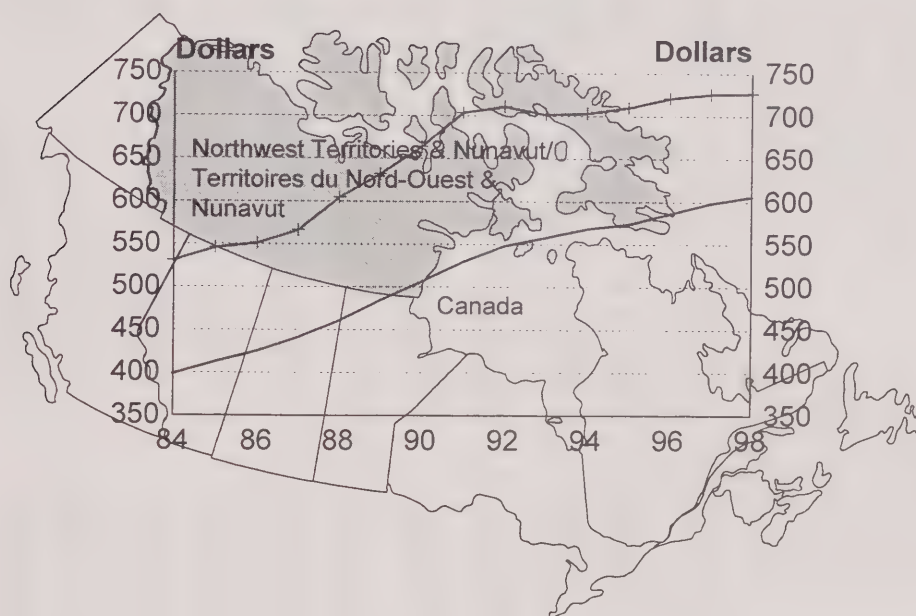 Dollars Dollars
750 750
700 700
650 650
Northwest Territories & Nunavut/0
Territoires du Nord-Ouest &
Nunavut
600 600
550 550
500 500
Canada
450 450
400 400
350 350
84 86 88 90 92 94 96 98